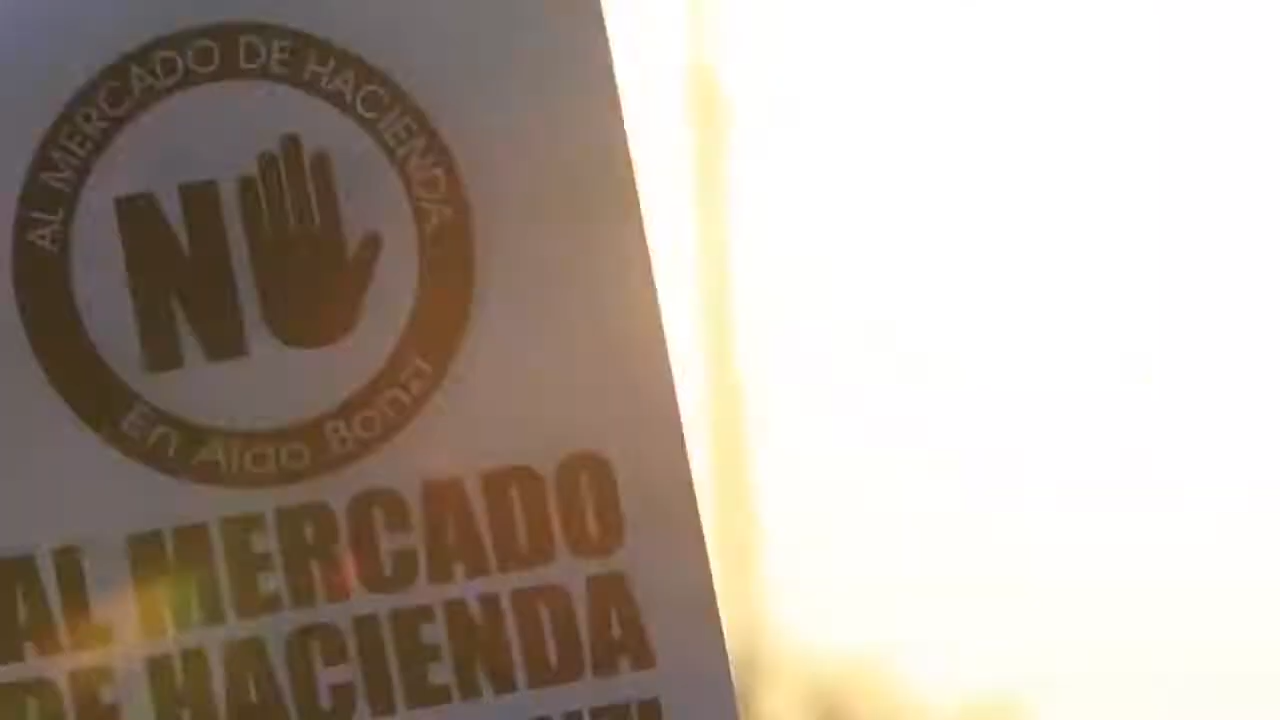 AL MERCADO DE HACIENDA
NO
En Aldo Bonzi
AL MERCADO
DE HACIENDA